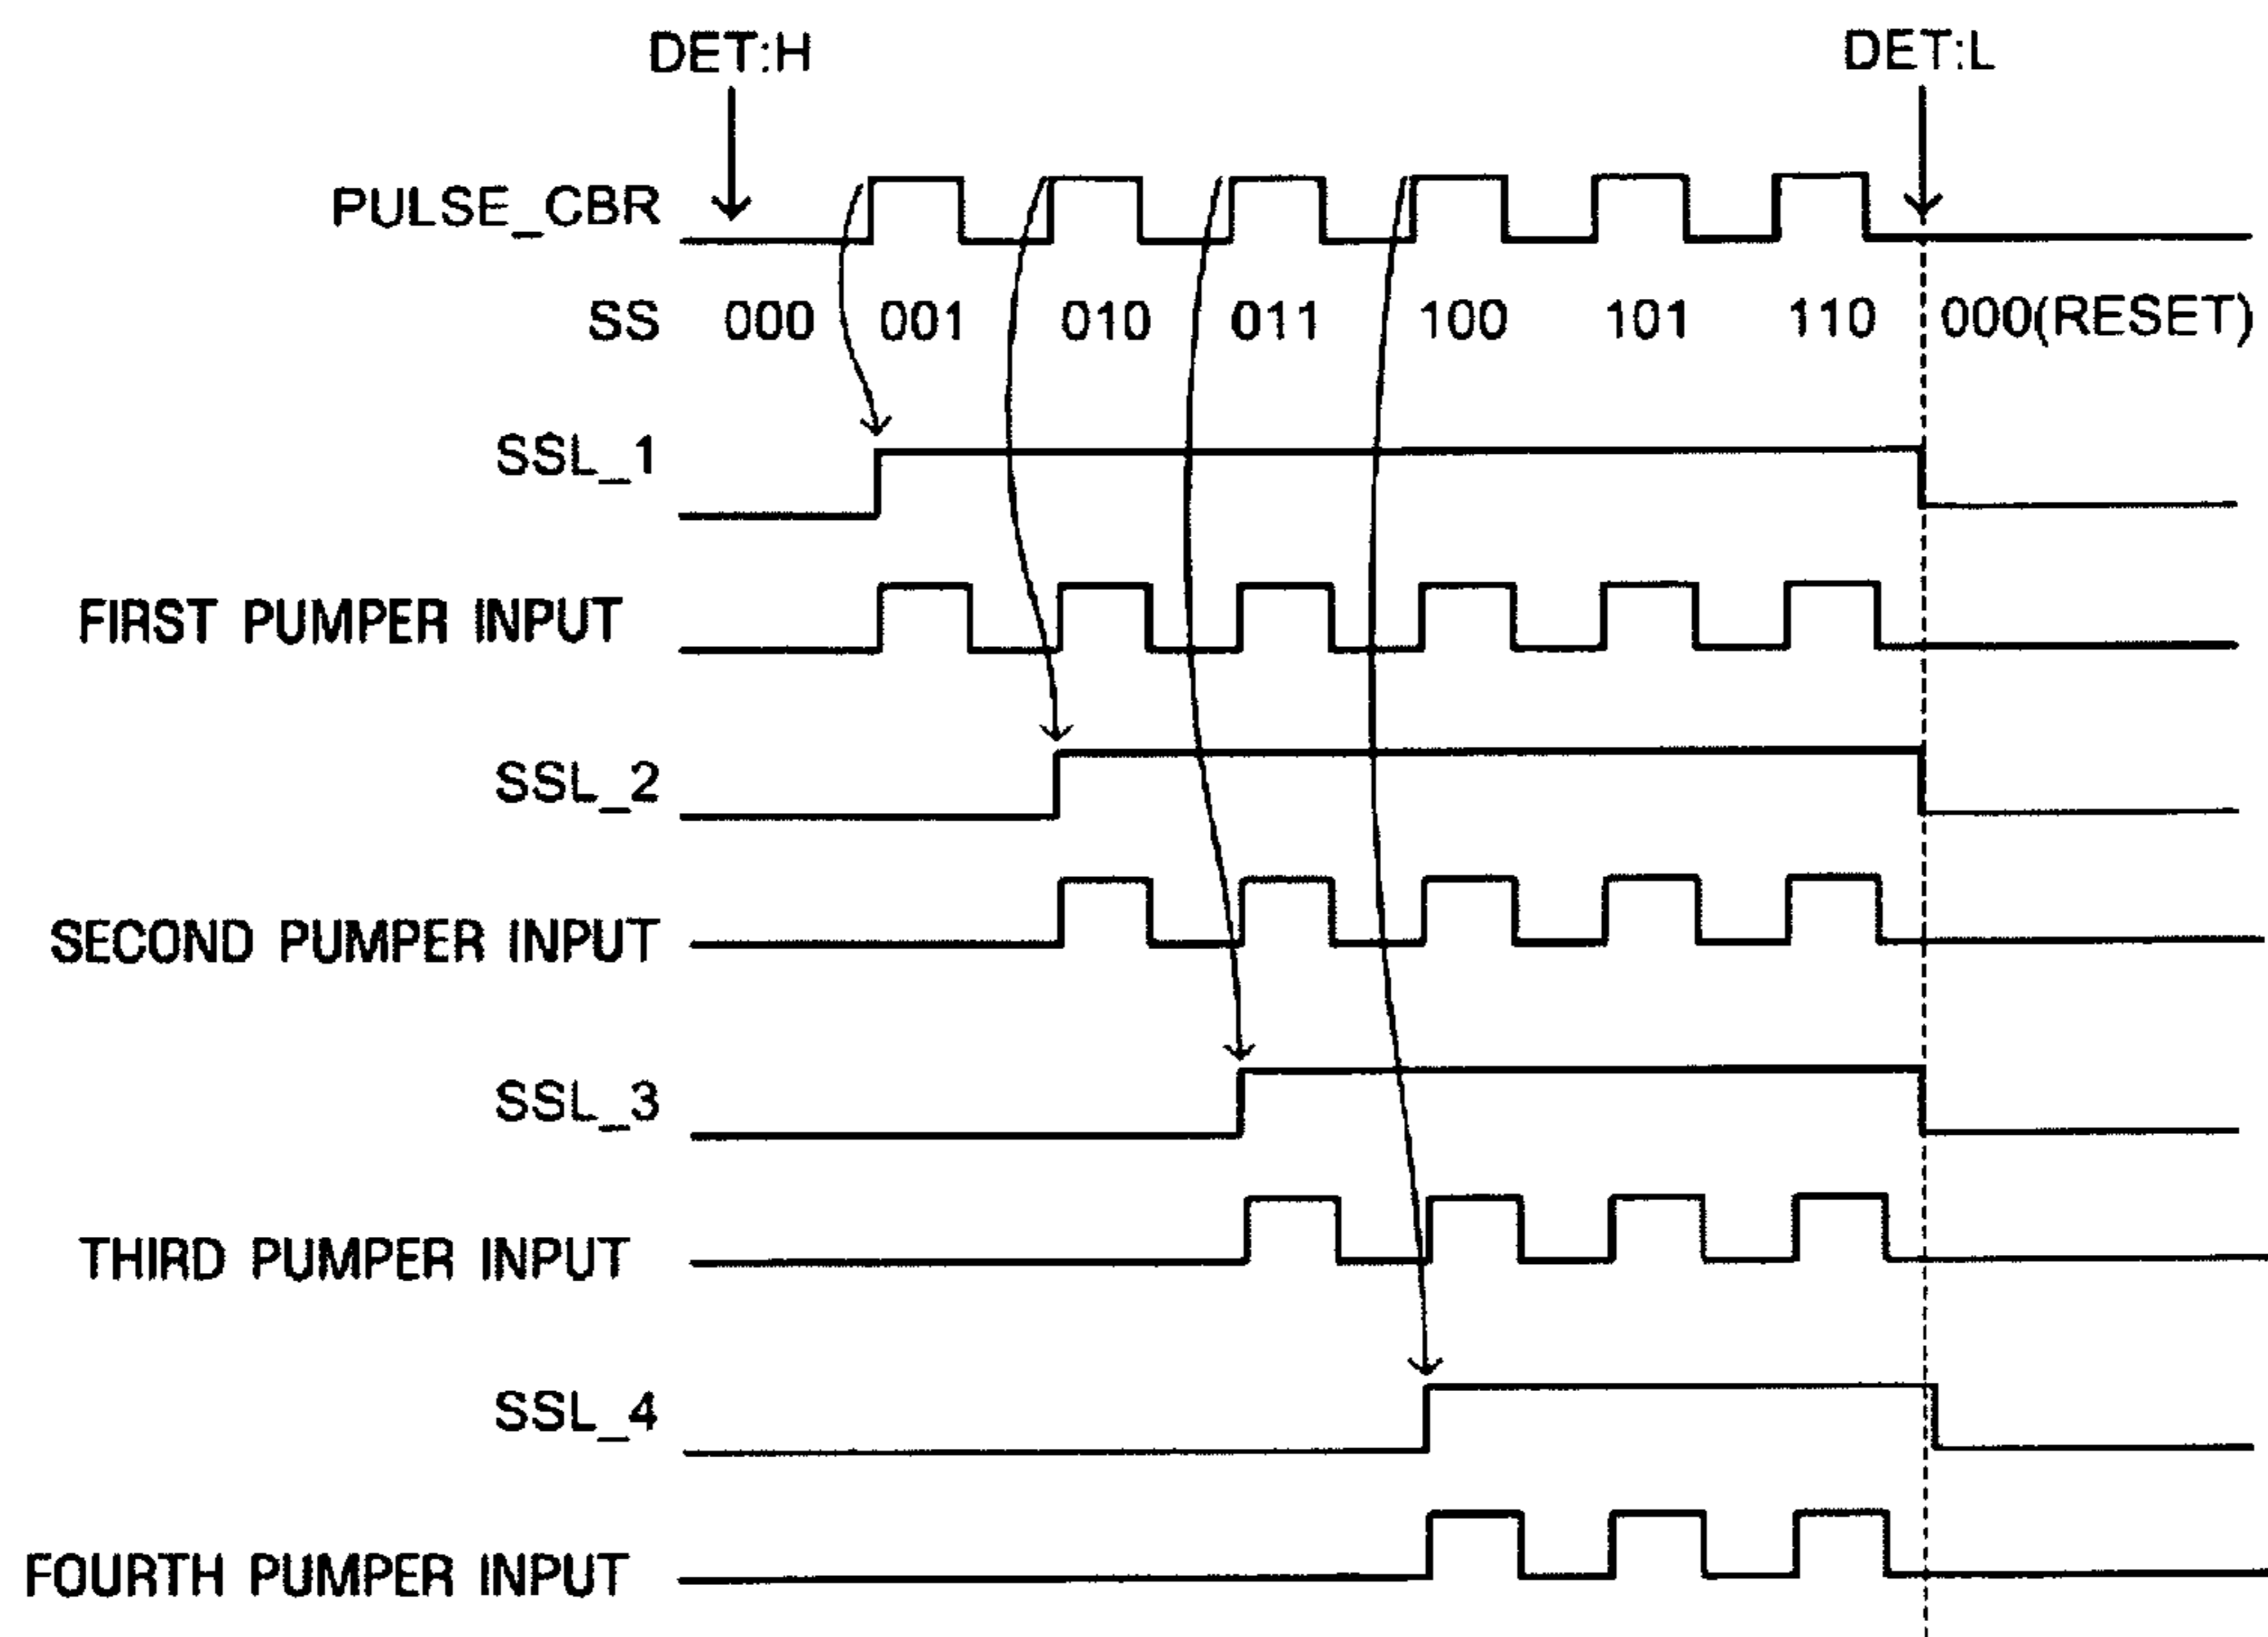 DET:H DET:L
PULSE_CBR
SS 000 001 010 011 100 101 110 000(RESET)
SSL_1
FIRST PUMPER INPUT
SSL_2
SECOND PUMPER INPUT
SSL_3
THIRD PUMPER INPUT
SSL_4
FOURTH PUMPER INPUT